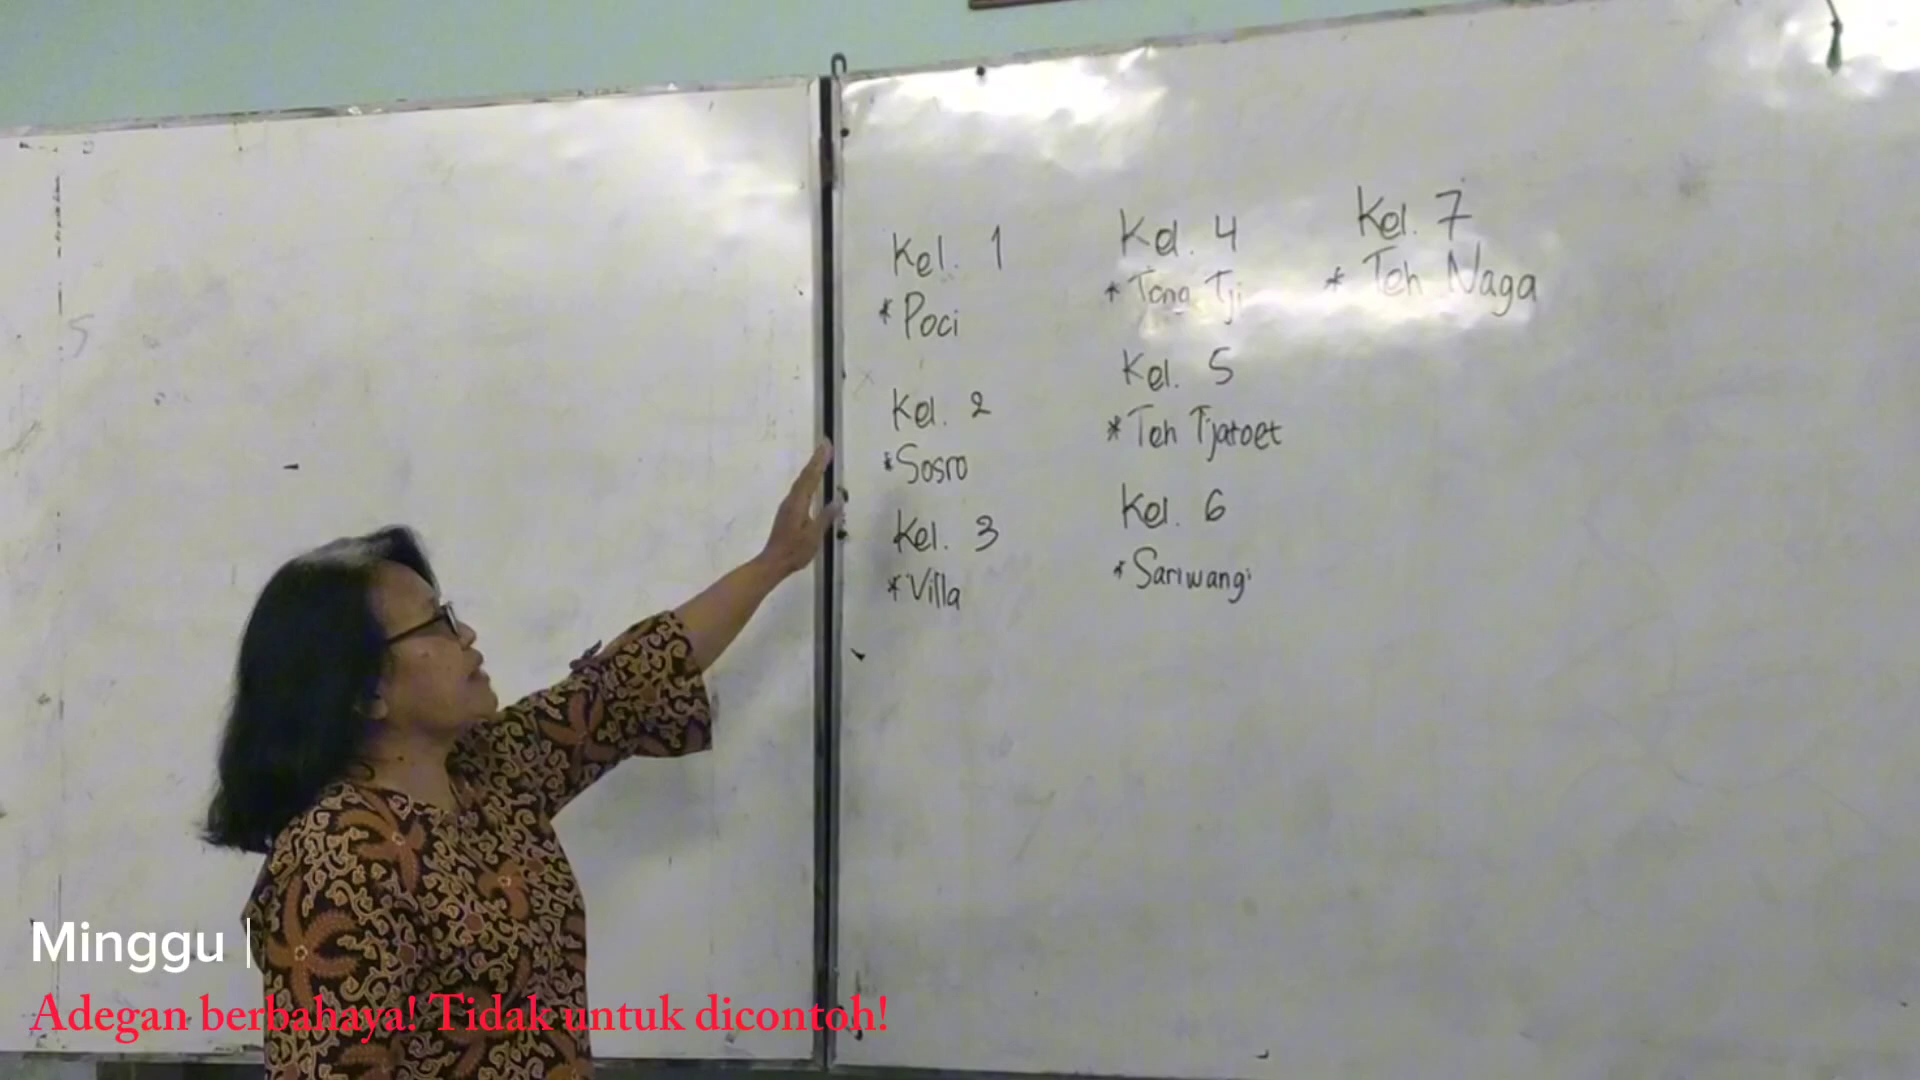 Kel. 1
* Poci
Kel. 2
* Sosro
Kel. 3
* Villa
Kel. 4
* Tong Tji
Kel. 5
* Teh Tjatoet
Kel. 6
* Sariwangi
Kel. 7
* Teh Naga
Minggu |
Adegan berbahaya! Tidak untuk dicontoh!